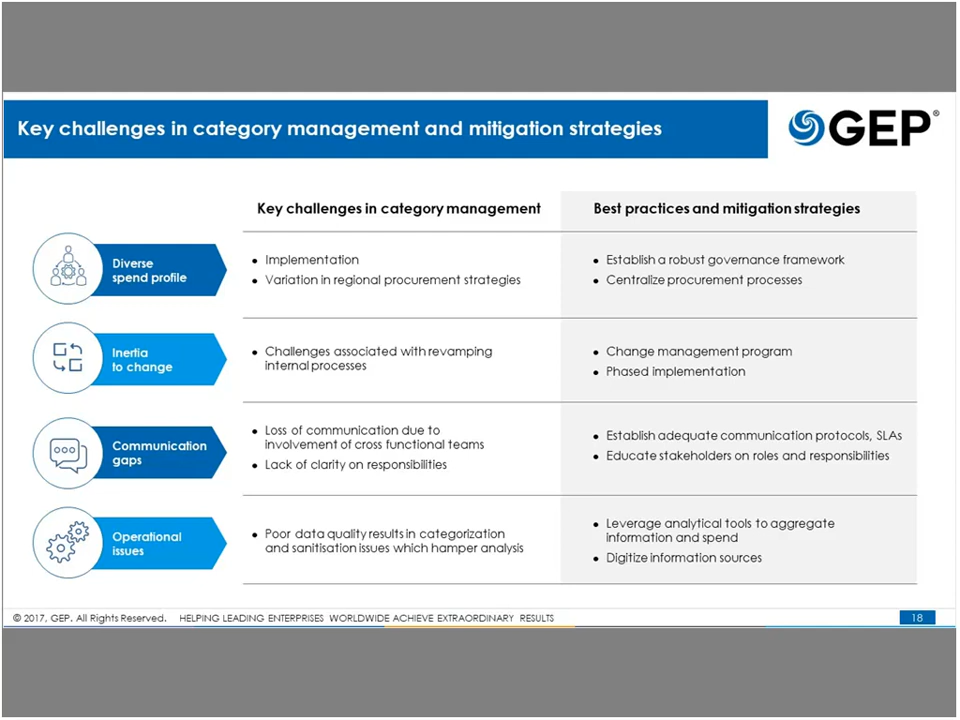 Key challenges in category management and mitigation strategies
GEP®
Key challenges in category management
Best practices and mitigation strategies
Diverse
spend profile
• Implementation
• Variation in regional procurement strategies
• Establish a robust governance framework
• Centralize procurement processes
Inertia
to change
• Challenges associated with revamping
internal processes
• Change management program
• Phased implementation
Communication
gaps
• Loss of communication due to
involvement of cross functional teams
• Lack of clarity on responsibilities
• Establish adequate communication protocols, SLAs
• Educate stakeholders on roles and responsibilities
Operational
issues
• Poor data quality results in categorization
and sanitisation issues which hamper analysis
• Leverage analytical tools to aggregate
information and spend
• Digitize information sources
© 2017, GEP. All Rights Reserved. HELPING LEADING ENTERPRISES WORLDWIDE ACHIEVE EXTRAORDINARY RESULTS
18